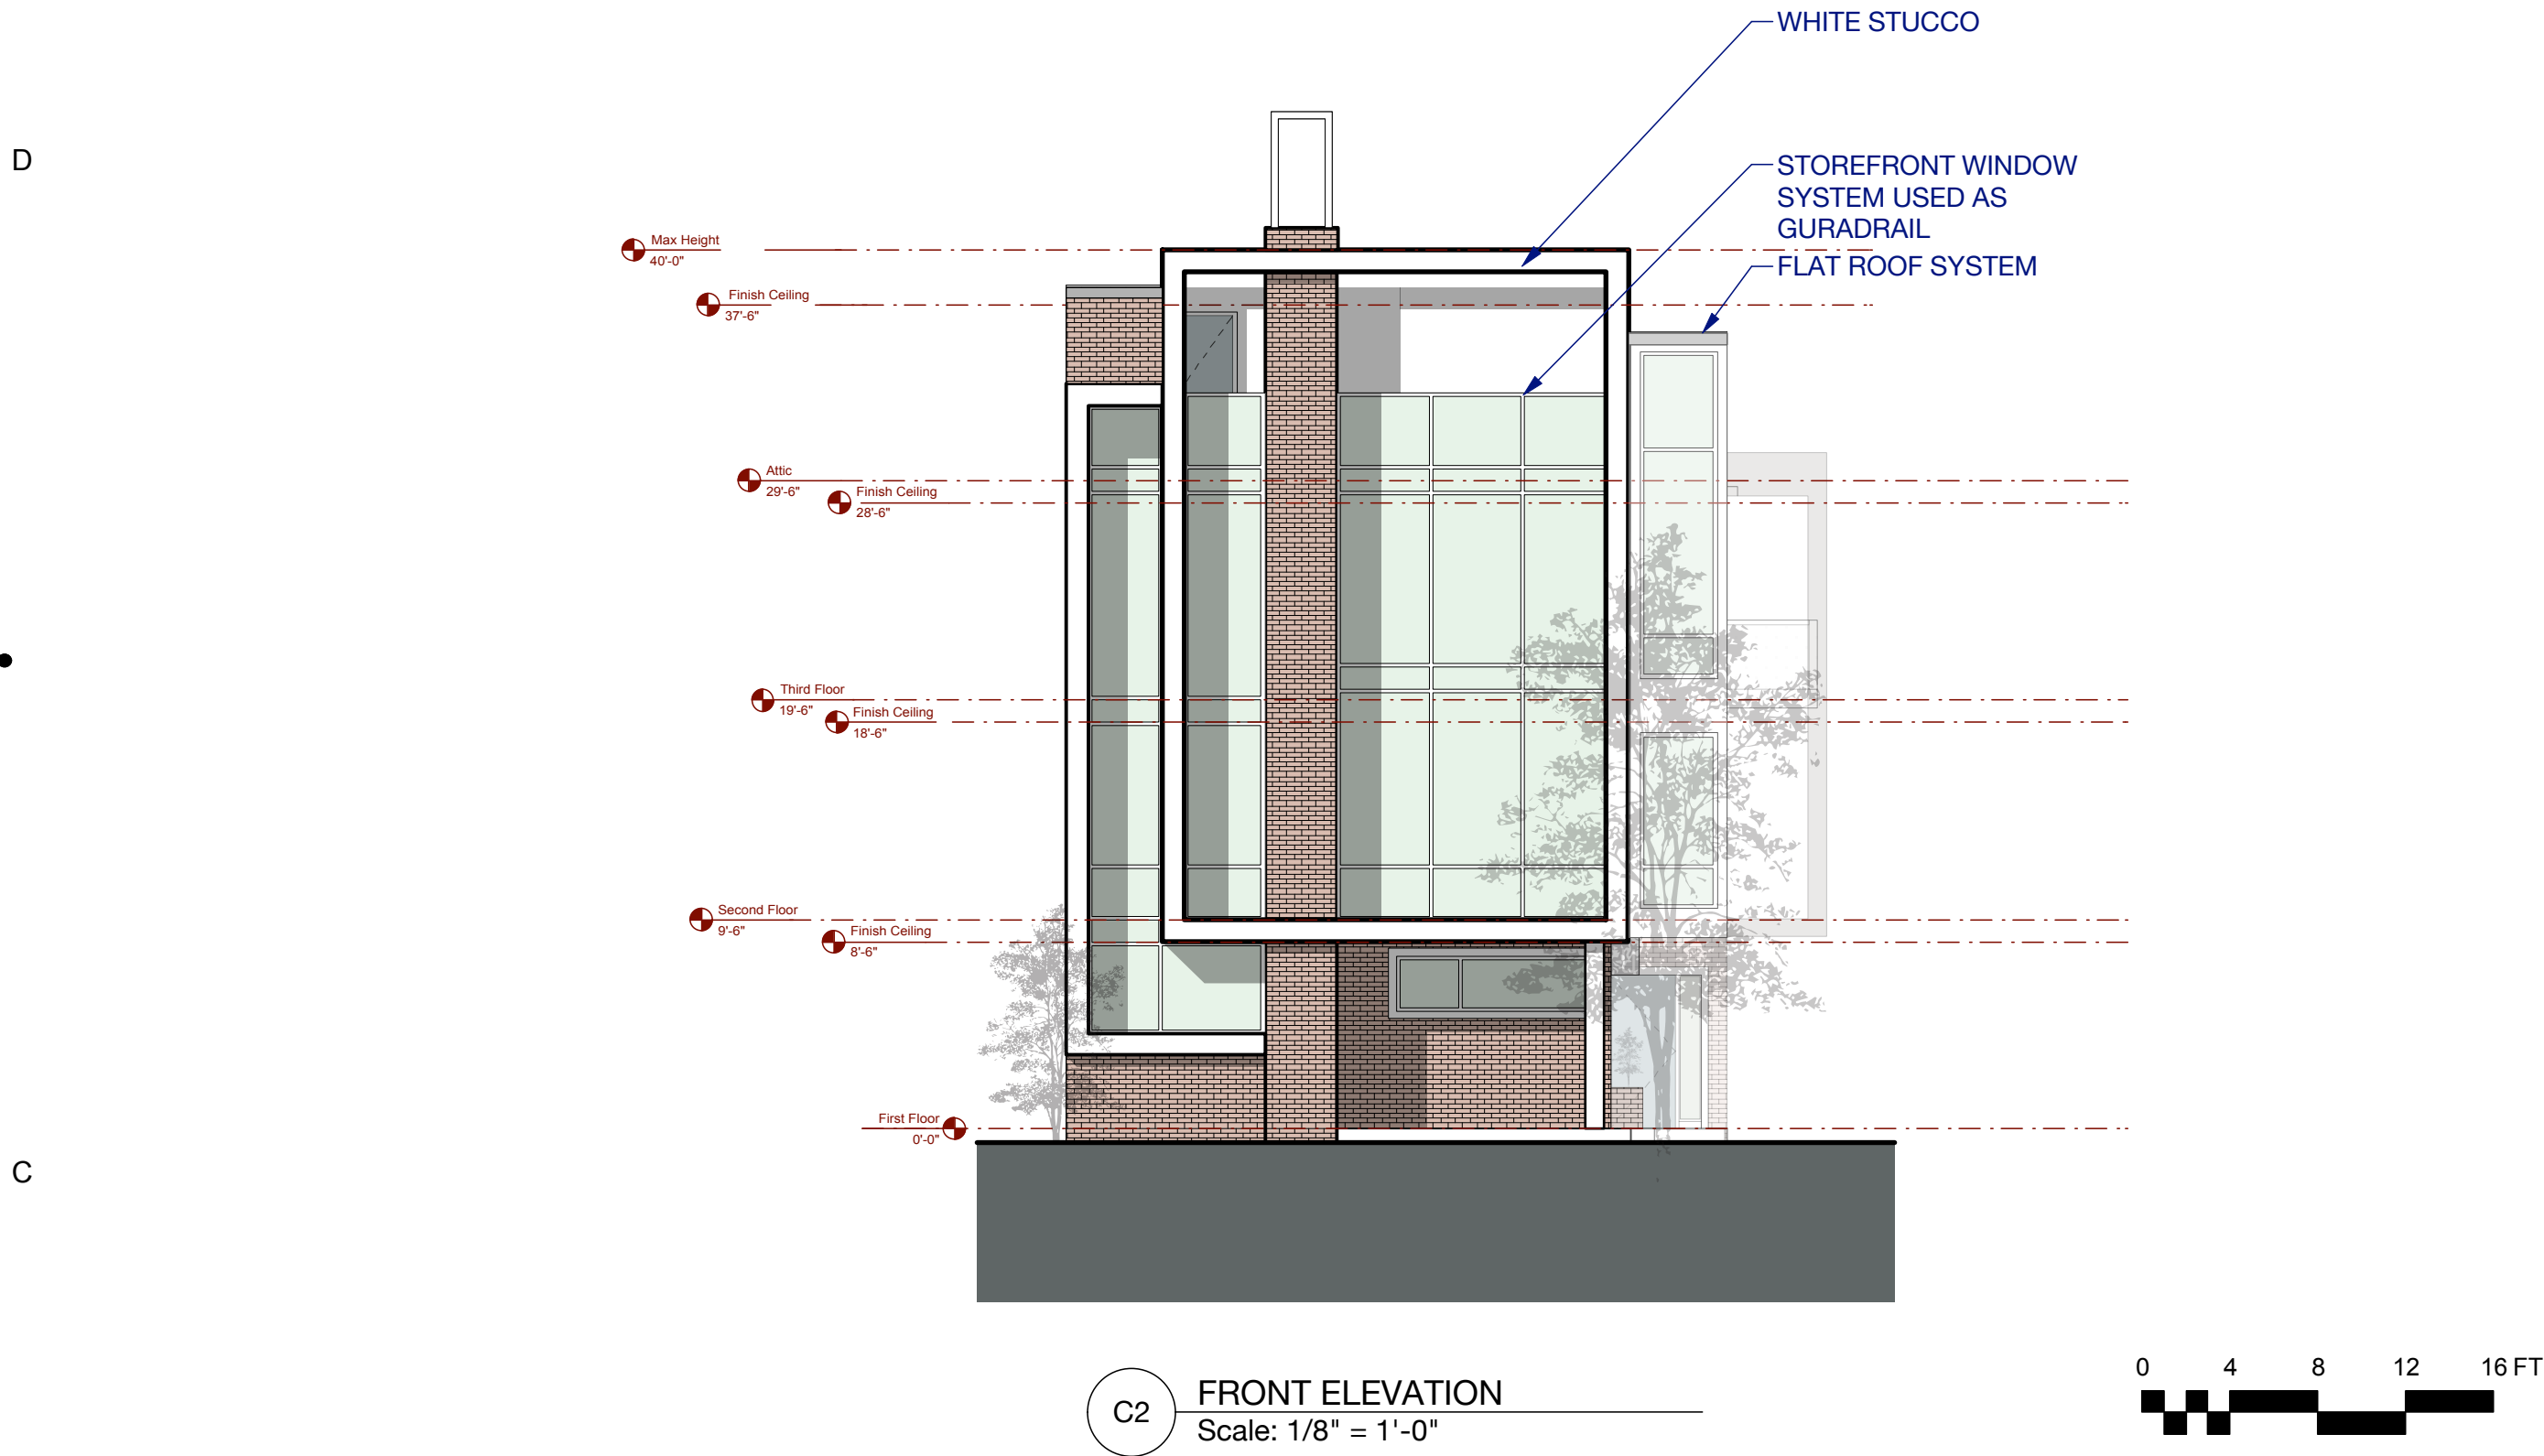 WHITE STUCCO
D
STOREFRONT WINDOW
SYSTEM USED AS
GURADRAIL
FLAT ROOF SYSTEM
Max Height
40'-0"
Finish Ceiling
37'-6"
Attic
29'-6"
Finish Ceiling
28'-6"
Third Floor
19'-6"
Finish Ceiling
18'-6"
Second Floor
9'-6"
Finish Ceiling
8'-6"
First Floor
0'-0"
C
C2
FRONT ELEVATION
Scale: 1/8" = 1'-0"
0 4 8 12 16 FT